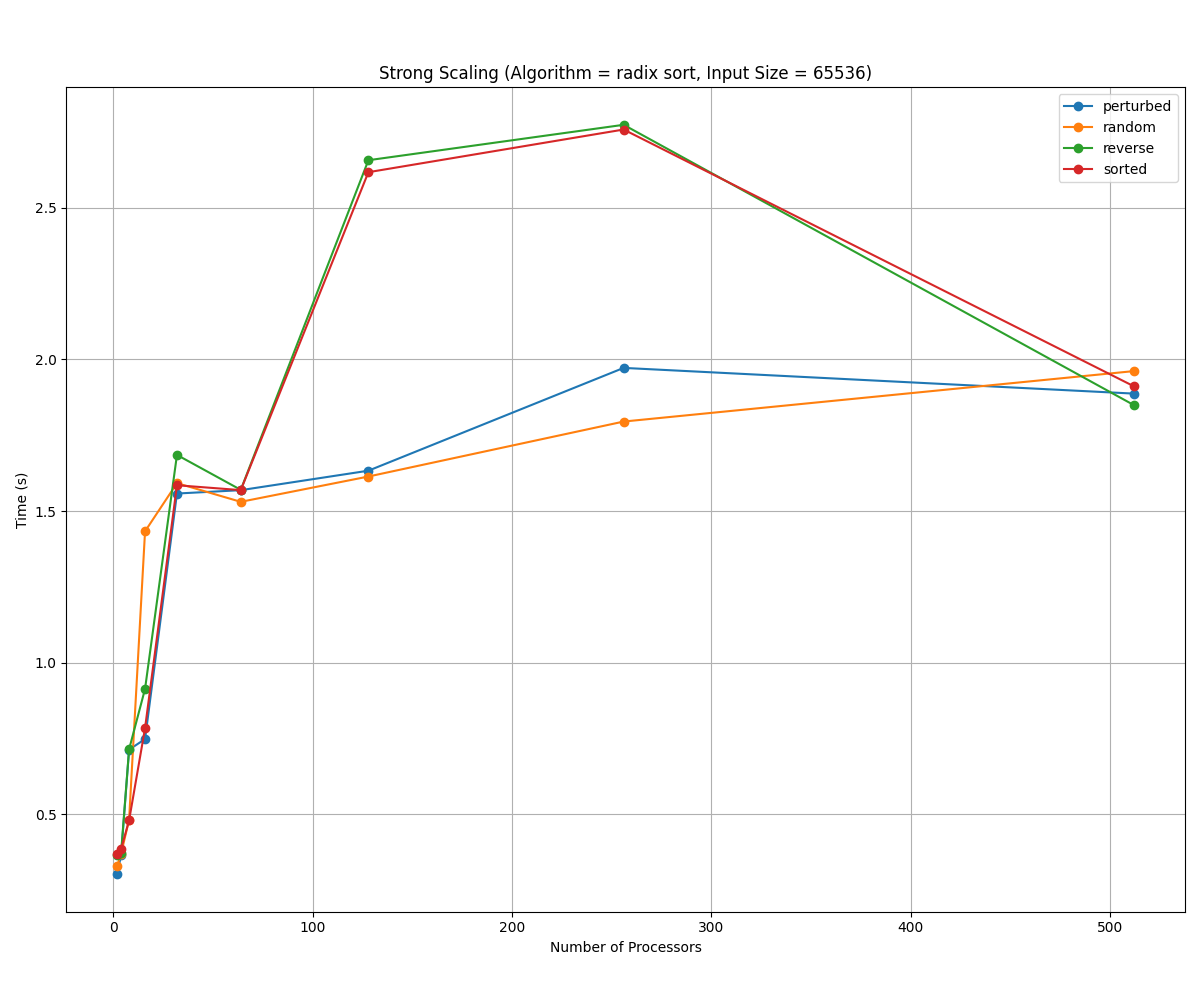 Strong Scaling (Algorithm = radix sort, Input Size = 65536)
perturbed
random
reverse
sorted
2.5
2.0
1.5
1.0
0.5
Time (s)
0 100 200 300 400 500
Number of Processors